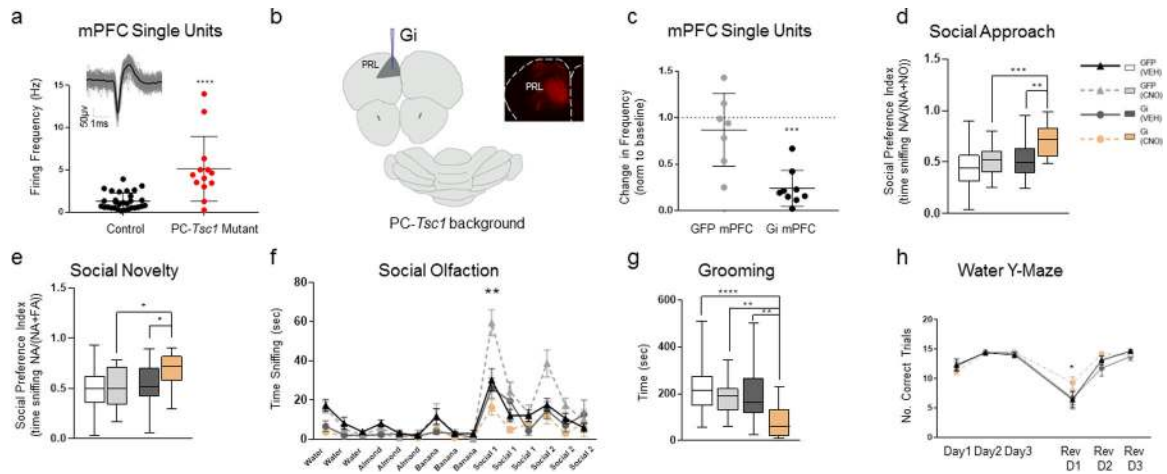 a
mPFC Single Units
Firing Frequency (Hz)
15
10
5
0
50μv
1ms
****
Control
PC-Tsc1 Mutant
b
Gi
PRL
PRL
PC-Tsc1 background
c
mPFC Single Units
Change in Frequency
(norm to baseline)
2.0
1.5
1.0
0.5
0.0
***
GFP mPFC
Gi mPFC
d
Social Approach
Social Preference Index
(time sniffing NA/(NA+NO))
1.5
1.0
0.5
0.0
***
**
GFP
(VEH)
GFP
(CNO)
Gi
(VEH)
Gi
(CNO)
e
Social Novelty
Social Preference Index
(time sniffing NA/(NA+FA))
1.5
1.0
0.5
0.0
*
*
f
Social Olfaction
Time Sniffing (sec)
80
60
40
20
0
**
Water
Water
Water
Almond
Almond
Almond
Banana
Banana
Banana
Social 1
Social 1
Social 1
Social 2
Social 2
Social 2
g
Grooming
Time (sec)
600
400
200
0
****
**
**
h
Water Y-Maze
No. Correct Trials
20
15
10
5
0
*
Day1
Day2
Day3
Rev
D1
Rev
D2
Rev
D3